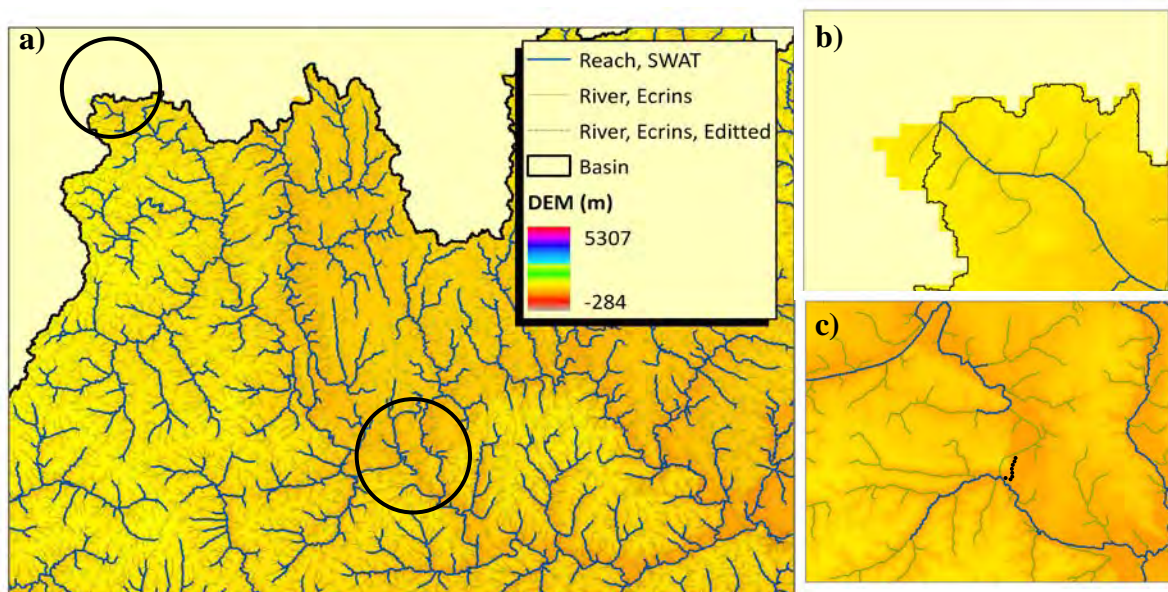 a)
Reach, SWAT
River, Ecrins
River, Ecrins, Editted
Basin
DEM (m)
5307
-284
b)
c)